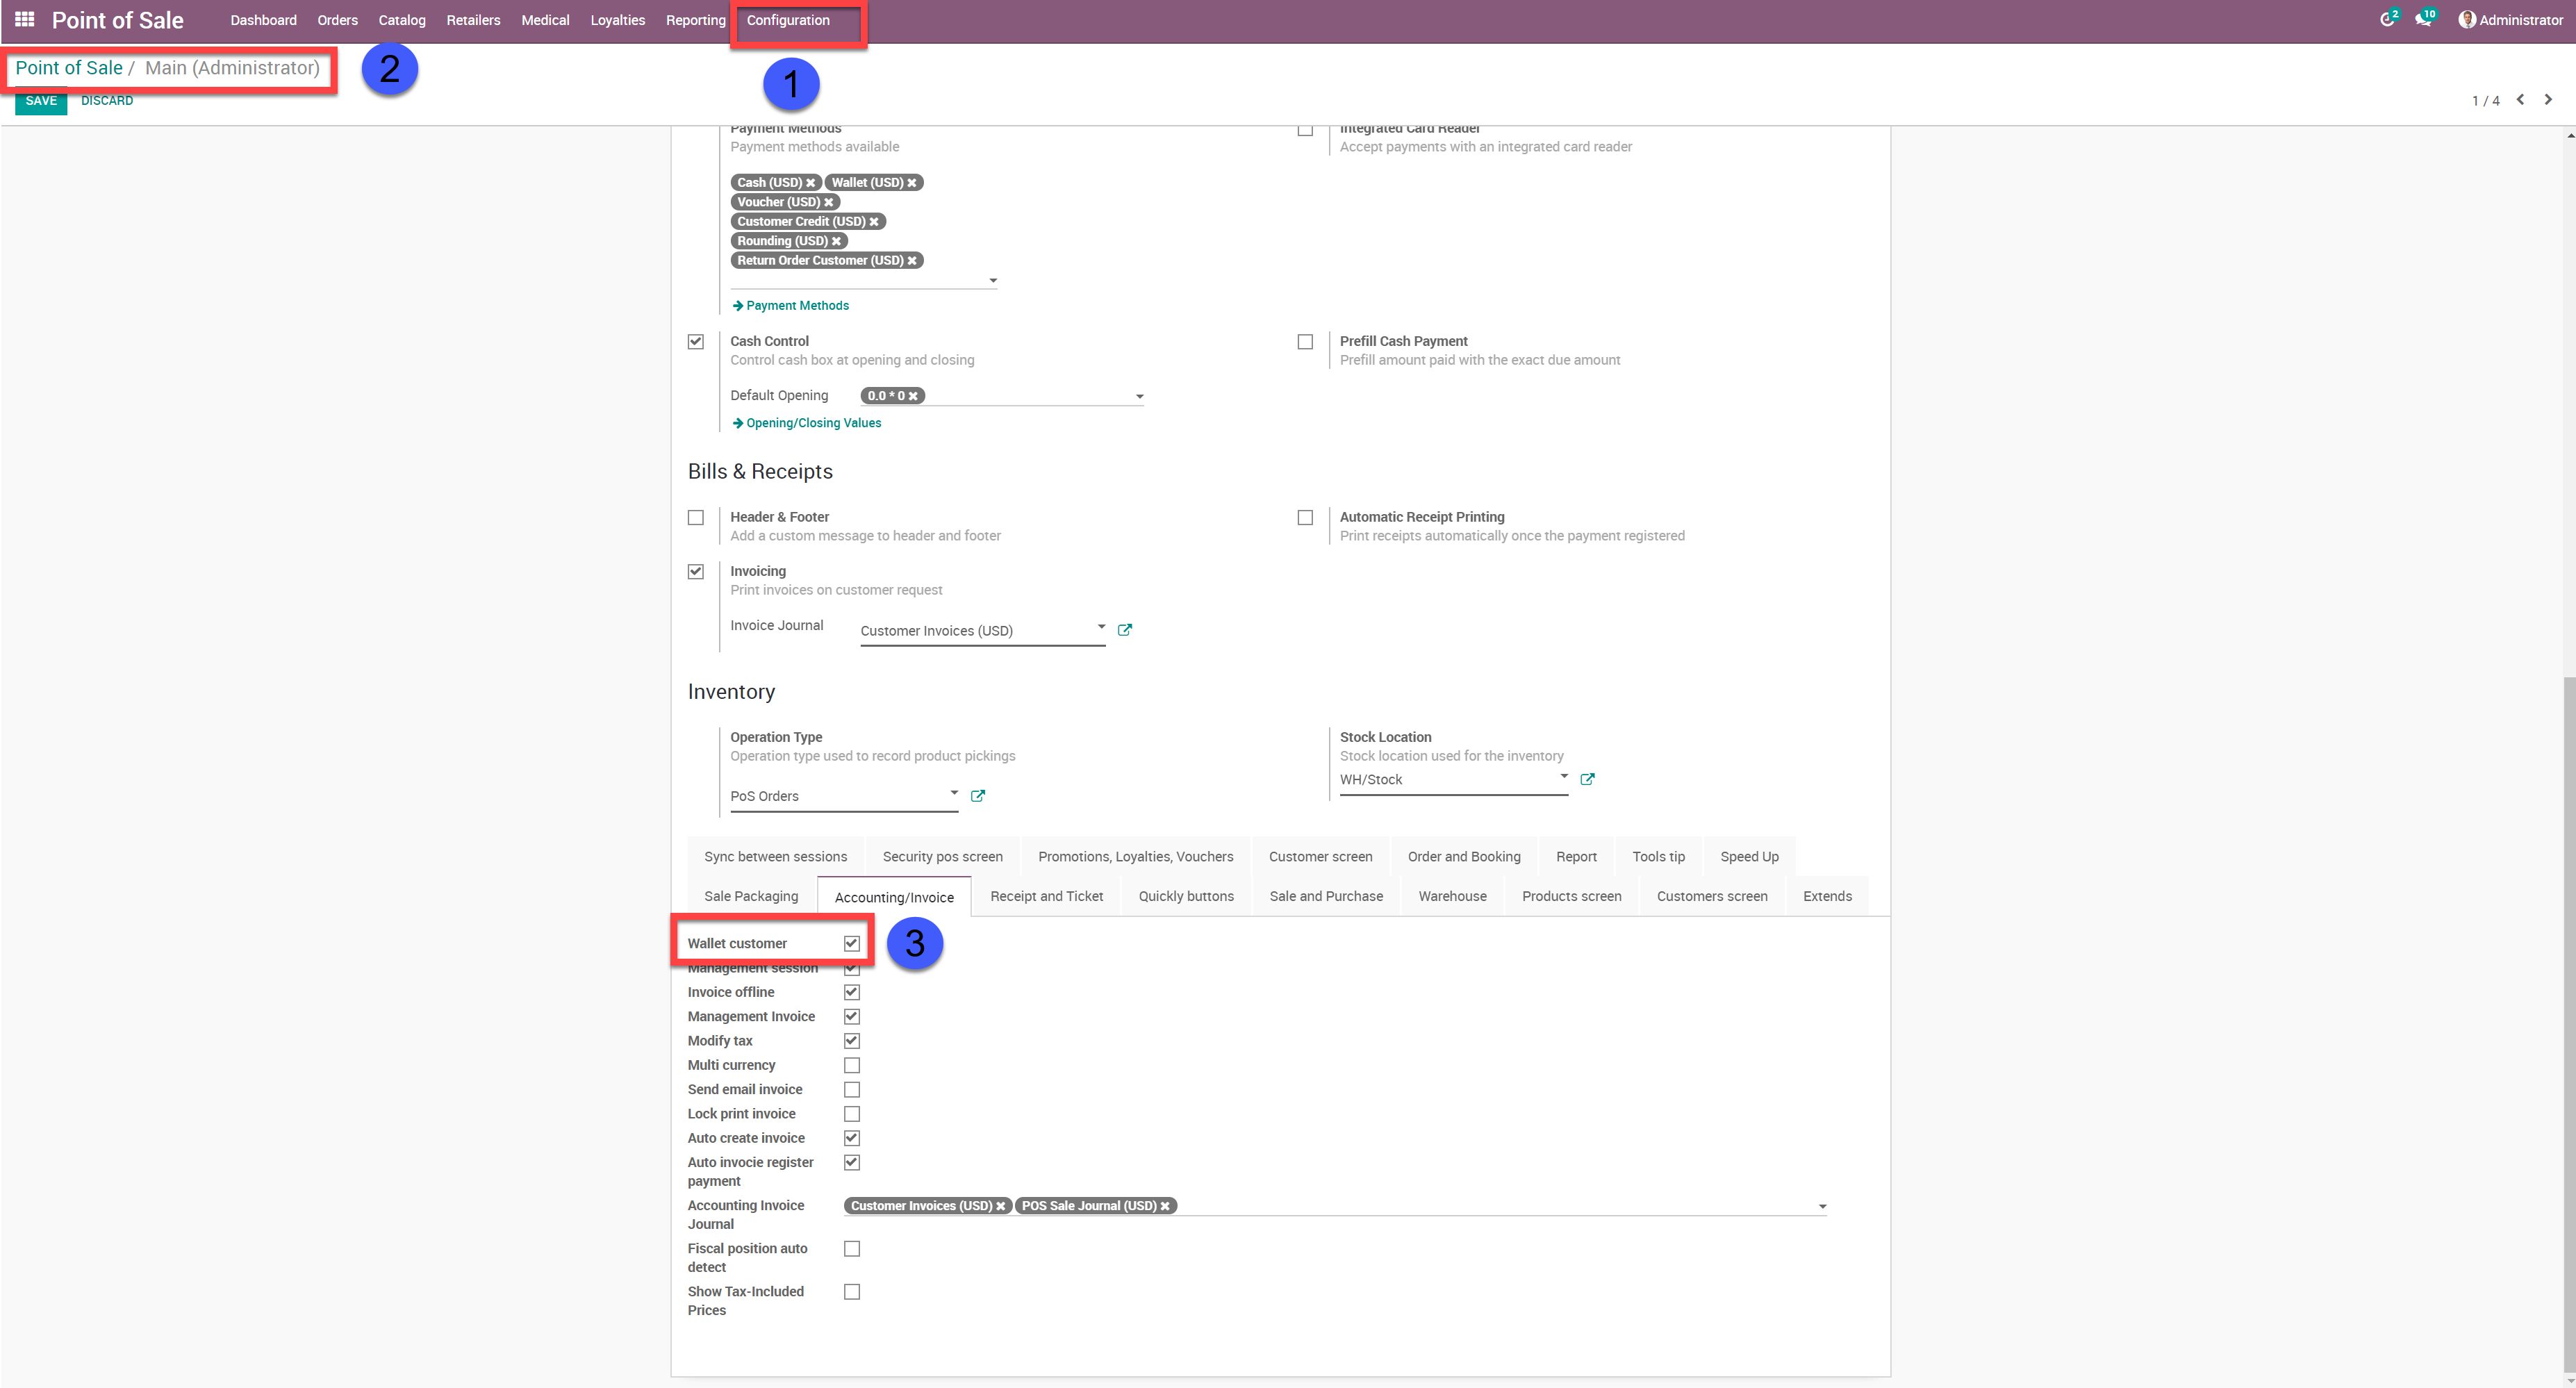 Point of Sale Dashboard Orders Catalog Retailers Medical Loyalties Reporting Configuration 2 10 Administrator
Point of Sale / Main (Administrator) 2
1
SAVE DISCARD 1 / 4
Payment Methods Integrated Card Reader
Payment methods available Accept payments with an integrated card reader
Cash (USD) Wallet (USD)
Voucher (USD)
Customer Credit (USD)
Rounding (USD)
Return Order Customer (USD)
Payment Methods
Cash Control Prefill Cash Payment
Control cash box at opening and closing Prefill amount paid with the exact due amount
Default Opening 0.0 * 0
Opening/Closing Values
Bills & Receipts
Header & Footer Automatic Receipt Printing
Add a custom message to header and footer Print receipts automatically once the payment registered
Invoicing
Print invoices on customer request
Invoice Journal Customer Invoices (USD)
Inventory
Operation Type Stock Location
Operation type used to record product pickings Stock location used for the inventory
PoS Orders WH/Stock
Sync between sessions Security pos screen Promotions, Loyalties, Vouchers Customer screen Order and Booking Report Tools tip Speed Up
Sale Packaging Accounting/Invoice Receipt and Ticket Quickly buttons Sale and Purchase Warehouse Products screen Customers screen Extends
Wallet customer 3
Management session
Invoice offline
Management Invoice
Modify tax
Multi currency
Send email invoice
Lock print invoice
Auto create invoice
Auto invocie register
payment
Accounting Invoice Customer Invoices (USD) POS Sale Journal (USD)
Journal
Fiscal position auto
detect
Show Tax-Included
Prices